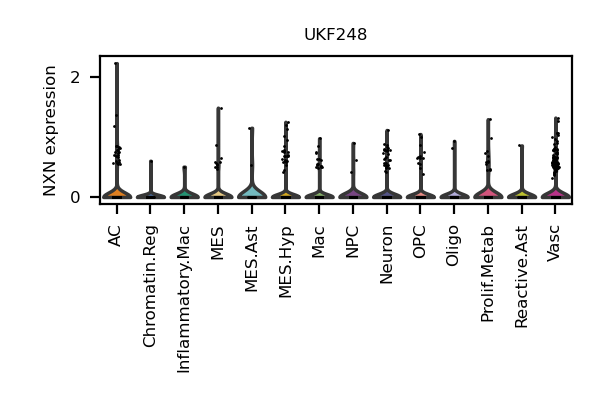 UKF248
NXN expression
2
0
AC
Chromatin.Reg
Inflammatory.Mac
MES
MES.Ast
MES.Hyp
Mac
NPC
Neuron
OPC
Oligo
Prolif.Metab
Reactive.Ast
Vasc